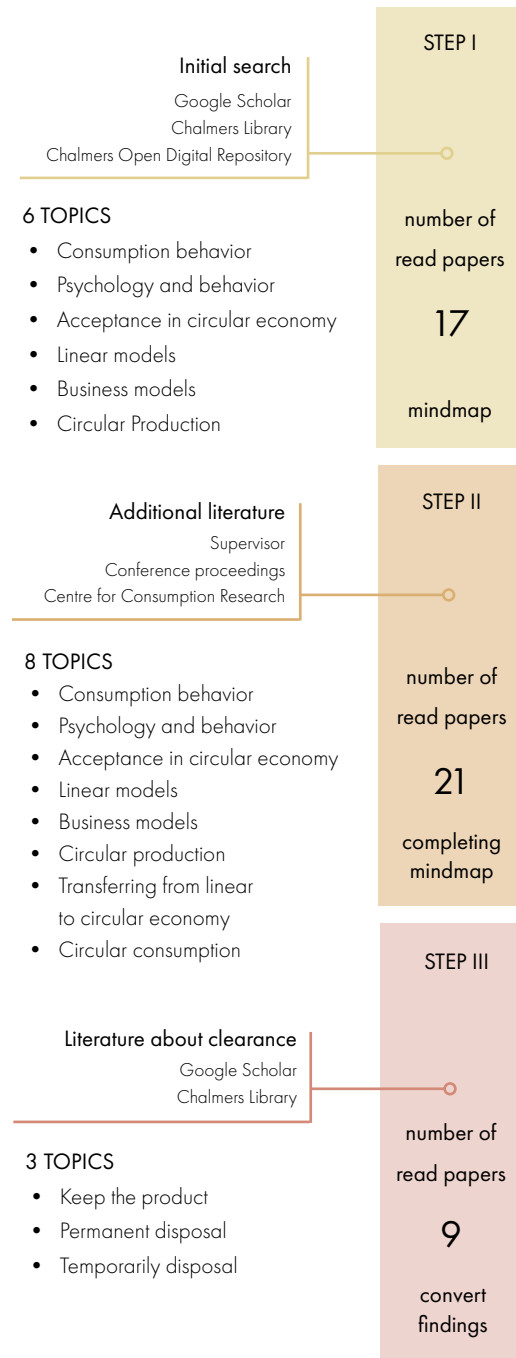 STEP I
Initial search
Google Scholar
Chalmers Library
Chalmers Open Digital Repository
6 TOPICS
• Consumption behavior
• Psychology and behavior
• Acceptance in circular economy
• Linear models
• Business models
• Circular Production
number of
read papers
17
mindmap
STEP II
Additional literature
Supervisor
Conference proceedings
Centre for Consumption Research
8 TOPICS
• Consumption behavior
• Psychology and behavior
• Acceptance in circular economy
• Linear models
• Business models
• Circular production
• Transferring from linear
to circular economy
• Circular consumption
number of
read papers
21
completing
mindmap
STEP III
Literature about clearance
Google Scholar
Chalmers Library
3 TOPICS
• Keep the product
• Permanent disposal
• Temporarily disposal
number of
read papers
9
convert
findings